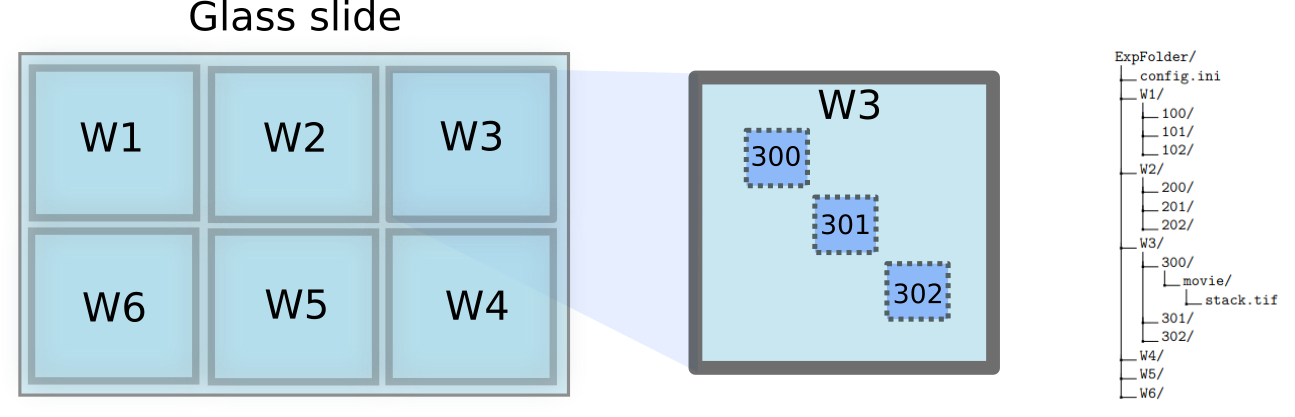 Glass slide
W1
W2
W3
W6
W5
W4
W3
300
301
302
ExpFolder/
config.ini
W1/
100/
101/
102/
W2/
200/
201/
202/
W3/
300/
movie/
stack.tif
301/
302/
W4/
W5/
W6/